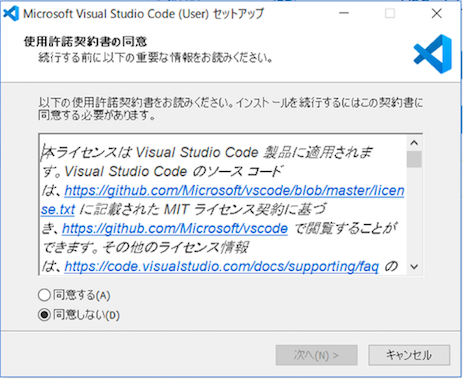 Microsoft Visual Studio Code (User) セットアップ
使用許諾契約書の同意
続行する前に以下の重要な情報をお読みください。
以下の使用許諾契約書をお読みください。インストールを続行するにはこの契約書に
同意する必要があります。
本ライセンスは Visual Studio Code 製品に適用されま
す。Visual Studio Code のソース コード
は、https://github.com/Microsoft/vscode/blob/master/licen
se.txt に記載された MIT ライセンス契約に基づ
き、https://github.com/Microsoft/vscode で閲覧することが
できます。その他のライセンス情報
は、https://code.visualstudio.com/docs/supporting/faq の
同意する(A)
同意しない(D)
次へ(N) >
キャンセル